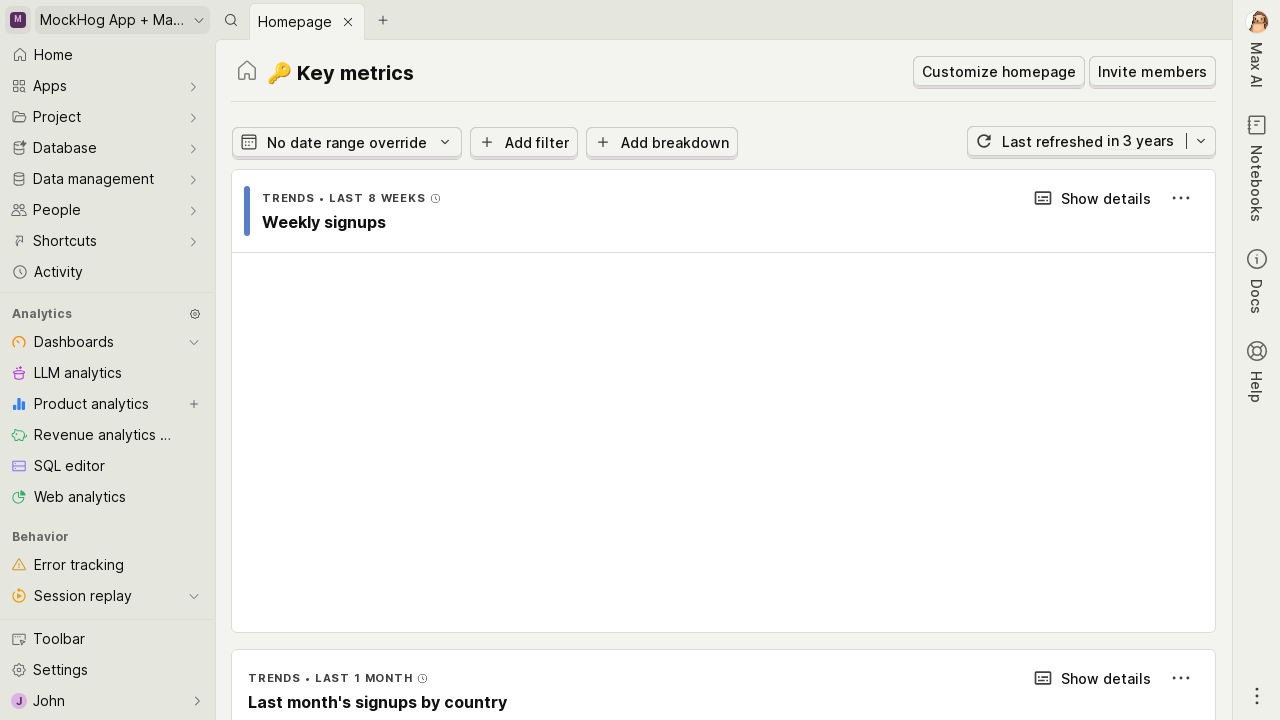 M
MockHog App + Ma...
Homepage
Home
Apps
Project
Database
Data management
People
Shortcuts
Activity
Analytics
Dashboards
LLM analytics
Product analytics
Revenue analytics ...
SQL editor
Web analytics
Behavior
Error tracking
Session replay
Toolbar
Settings
J
John
🔑 Key metrics
Customize homepage
Invite members
No date range override
Add filter
Add breakdown
Last refreshed in 3 years
TRENDS • LAST 8 WEEKS
Show details
Weekly signups
TRENDS • LAST 1 MONTH
Show details
Last month's signups by country
Max AI
Notebooks
Docs
Help